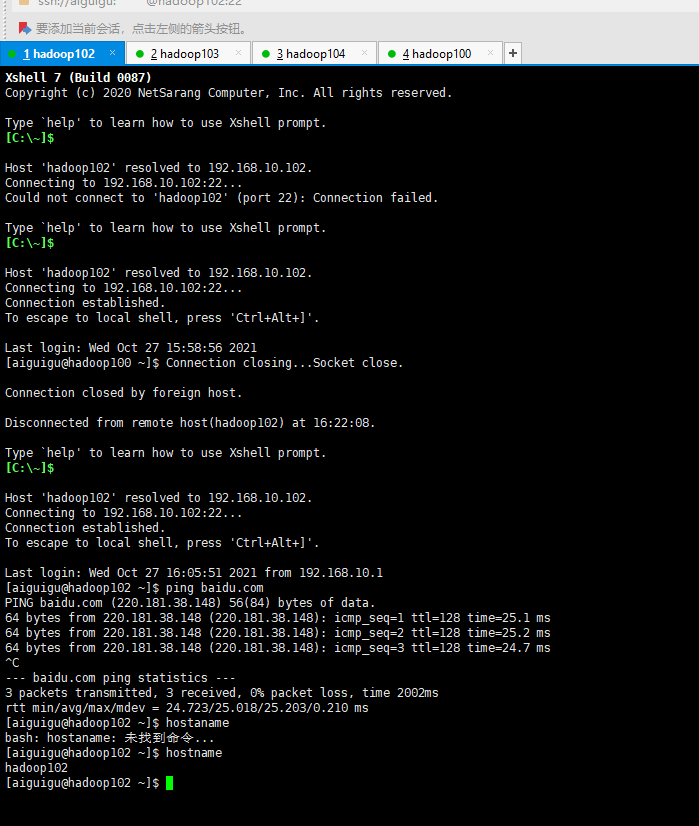 ssh://aiguigu: @hadoop102:22
要添加当前会话，点击左侧的箭头按钮。
1 hadoop102 × 2 hadoop103 × 3 hadoop104 × 4 hadoop100 × +
Xshell 7 (Build 0087)
Copyright (c) 2020 NetSarang Computer, Inc. All rights reserved.
Type `help' to learn how to use Xshell prompt.
[C:\~]$
Host 'hadoop102' resolved to 192.168.10.102.
Connecting to 192.168.10.102:22...
Could not connect to 'hadoop102' (port 22): Connection failed.
Type `help' to learn how to use Xshell prompt.
[C:\~]$
Host 'hadoop102' resolved to 192.168.10.102.
Connecting to 192.168.10.102:22...
Connection established.
To escape to local shell, press 'Ctrl+Alt+]'.
Last login: Wed Oct 27 15:58:56 2021
[aiguigu@hadoop100 ~]$ Connection closing...Socket close.
Connection closed by foreign host.
Disconnected from remote host(hadoop102) at 16:22:08.
Type `help' to learn how to use Xshell prompt.
[C:\~]$
Host 'hadoop102' resolved to 192.168.10.102.
Connecting to 192.168.10.102:22...
Connection established.
To escape to local shell, press 'Ctrl+Alt+]'.
Last login: Wed Oct 27 16:05:51 2021 from 192.168.10.1
[aiguigu@hadoop102 ~]$ ping baidu.com
PING baidu.com (220.181.38.148) 56(84) bytes of data.
64 bytes from 220.181.38.148 (220.181.38.148): icmp_seq=1 ttl=128 time=25.1 ms
64 bytes from 220.181.38.148 (220.181.38.148): icmp_seq=2 ttl=128 time=25.2 ms
64 bytes from 220.181.38.148 (220.181.38.148): icmp_seq=3 ttl=128 time=24.7 ms
^C
--- baidu.com ping statistics ---
3 packets transmitted, 3 received, 0% packet loss, time 2002ms
rtt min/avg/max/mdev = 24.723/25.018/25.203/0.210 ms
[aiguigu@hadoop102 ~]$ hostaname
bash: hostaname: 未找到命令...
[aiguigu@hadoop102 ~]$ hostname
hadoop102
[aiguigu@hadoop102 ~]$